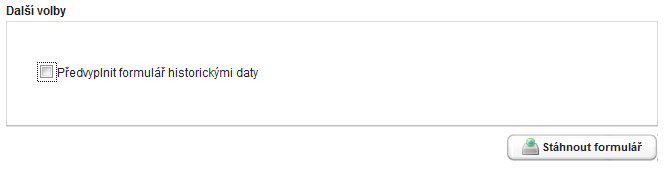 Další volby
Předvyplnit formulář historickými daty
Stáhnout formulář